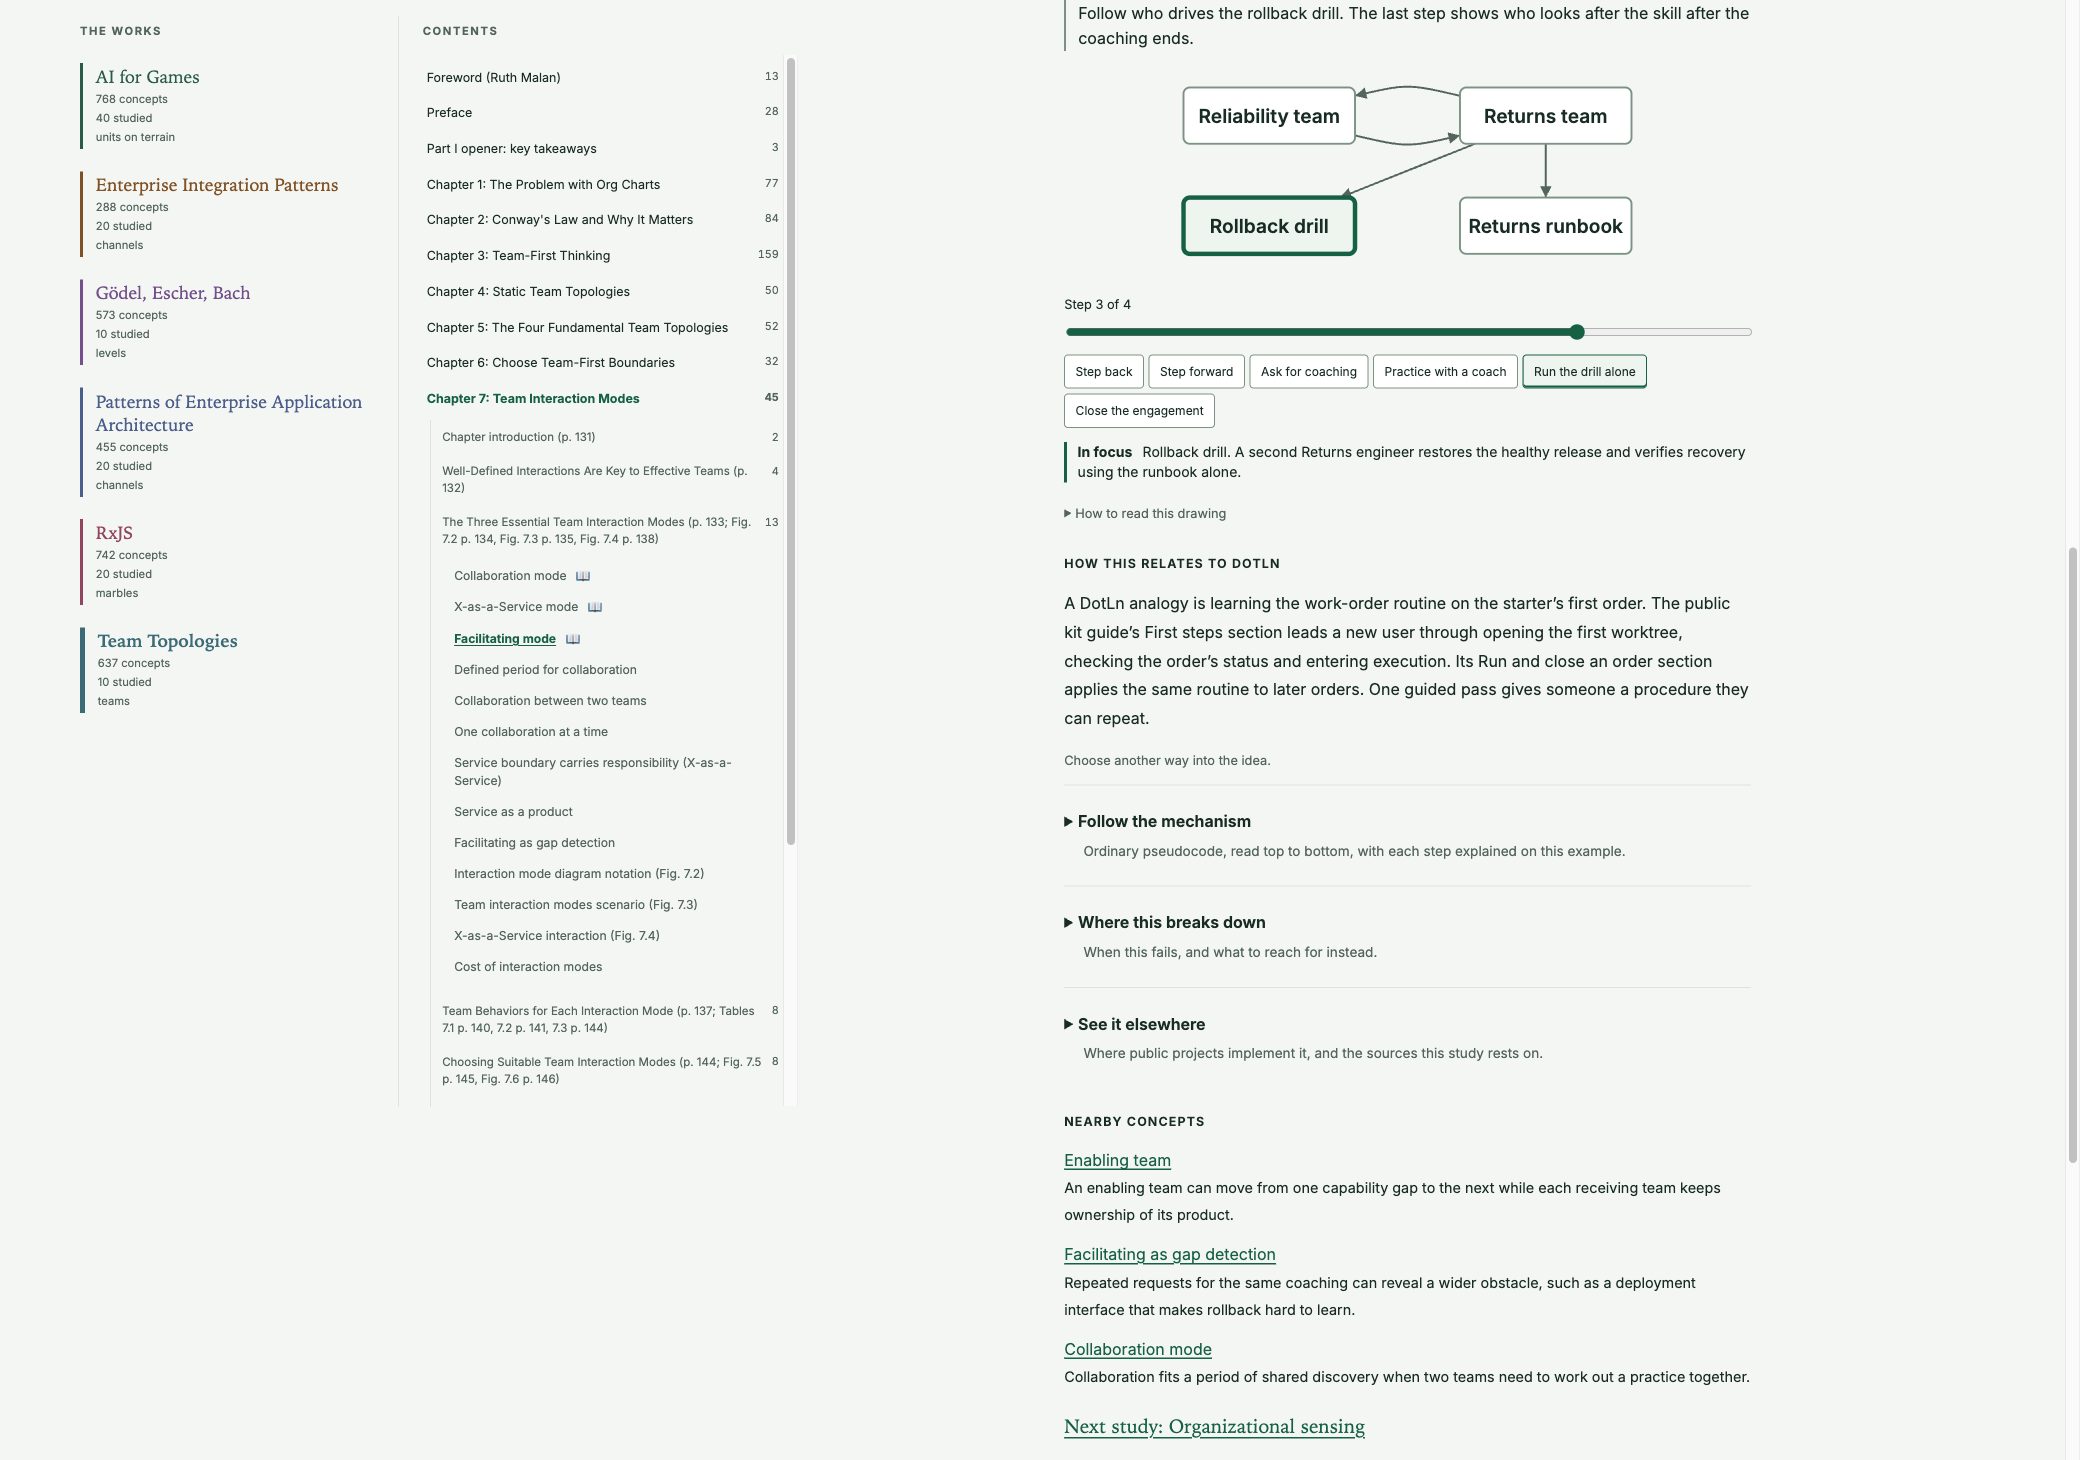 THE WORKS
AI for Games
768 concepts
40 studied
units on terrain
Enterprise Integration Patterns
288 concepts
20 studied
channels
Gödel, Escher, Bach
573 concepts
10 studied
levels
Patterns of Enterprise Application
Architecture
455 concepts
20 studied
channels
RxJS
742 concepts
20 studied
marbles
Team Topologies
637 concepts
10 studied
teams
CONTENTS
Foreword (Ruth Malan) 13
Preface 28
Part I opener: key takeaways 3
Chapter 1: The Problem with Org Charts 77
Chapter 2: Conway's Law and Why It Matters 84
Chapter 3: Team-First Thinking 159
Chapter 4: Static Team Topologies 50
Chapter 5: The Four Fundamental Team Topologies 52
Chapter 6: Choose Team-First Boundaries 32
Chapter 7: Team Interaction Modes 45
Chapter introduction (p. 131) 2
Well-Defined Interactions Are Key to Effective Teams (p. 4
132)
The Three Essential Team Interaction Modes (p. 133; Fig. 13
7.2 p. 134, Fig. 7.3 p. 135, Fig. 7.4 p. 138)
Collaboration mode
X-as-a-Service mode
Facilitating mode
Defined period for collaboration
Collaboration between two teams
One collaboration at a time
Service boundary carries responsibility (X-as-a-
Service)
Service as a product
Facilitating as gap detection
Interaction mode diagram notation (Fig. 7.2)
Team interaction modes scenario (Fig. 7.3)
X-as-a-Service interaction (Fig. 7.4)
Cost of interaction modes
Team Behaviors for Each Interaction Mode (p. 137; Tables 8
7.1 p. 140, 7.2 p. 141, 7.3 p. 144)
Choosing Suitable Team Interaction Modes (p. 144; Fig. 7.5 8
p. 145, Fig. 7.6 p. 146)
Follow who drives the rollback drill. The last step shows who looks after the skill after the
coaching ends.
Reliability team
Returns team
Rollback drill
Returns runbook
Step 3 of 4
Step back
Step forward
Ask for coaching
Practice with a coach
Run the drill alone
Close the engagement
In focus Rollback drill. A second Returns engineer restores the healthy release and verifies recovery
using the runbook alone.
How to read this drawing
HOW THIS RELATES TO DOTLN
A DotLn analogy is learning the work-order routine on the starter’s first order. The public
kit guide’s First steps section leads a new user through opening the first worktree,
checking the order’s status and entering execution. Its Run and close an order section
applies the same routine to later orders. One guided pass gives someone a procedure they
can repeat.
Choose another way into the idea.
Follow the mechanism
Ordinary pseudocode, read top to bottom, with each step explained on this example.
Where this breaks down
When this fails, and what to reach for instead.
See it elsewhere
Where public projects implement it, and the sources this study rests on.
NEARBY CONCEPTS
Enabling team
An enabling team can move from one capability gap to the next while each receiving team keeps
ownership of its product.
Facilitating as gap detection
Repeated requests for the same coaching can reveal a wider obstacle, such as a deployment
interface that makes rollback hard to learn.
Collaboration mode
Collaboration fits a period of shared discovery when two teams need to work out a practice together.
Next study: Organizational sensing